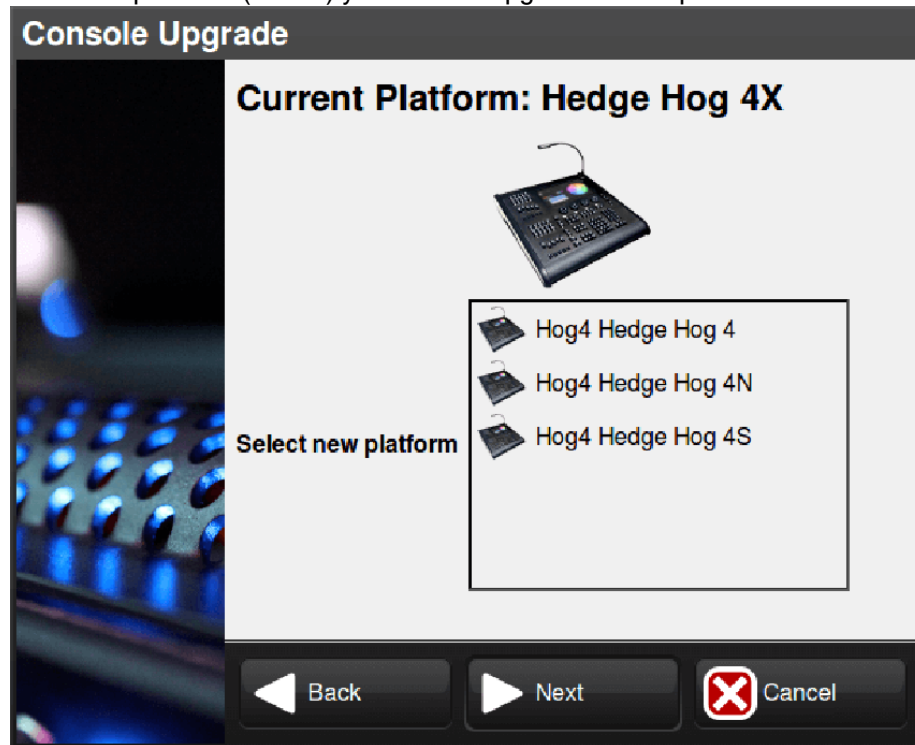 Console Upgrade
Current Platform: Hedge Hog 4X
Hog4 Hedge Hog 4
Hog4 Hedge Hog 4N
Select new platform
Hog4 Hedge Hog 4S
Back
Next
Cancel